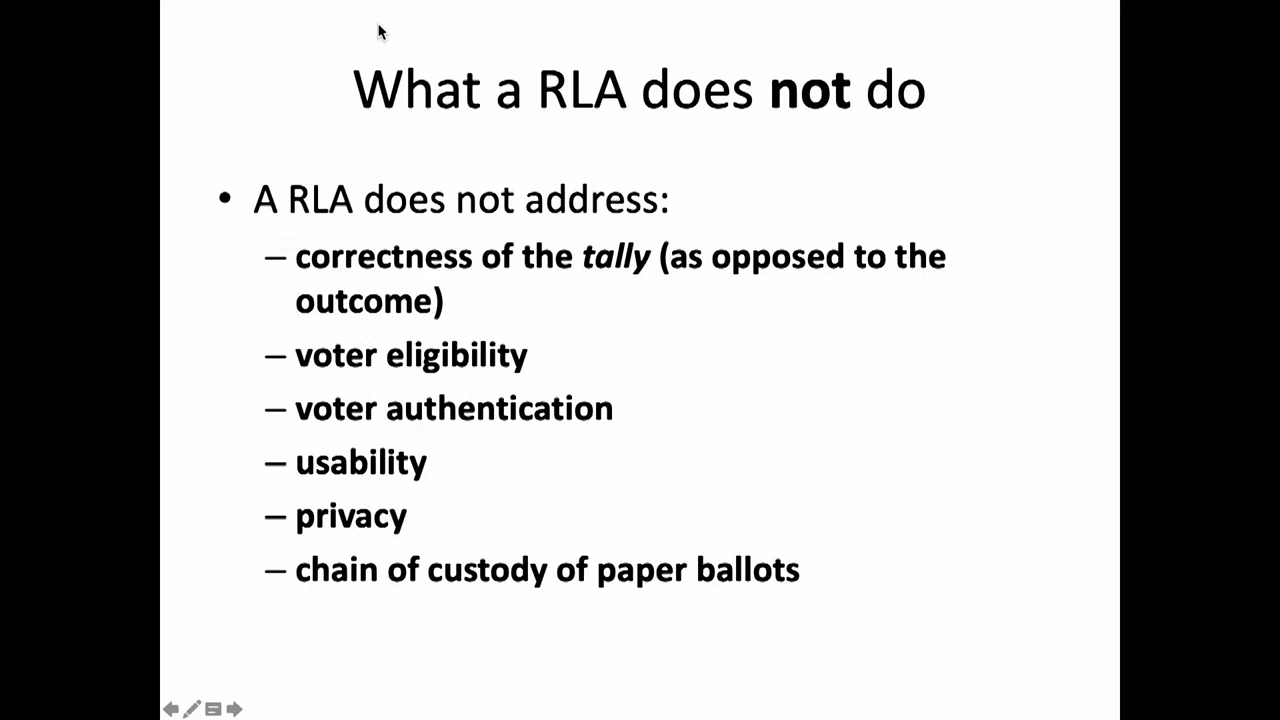 What a RLA does not do
• A RLA does not address:
– correctness of the tally (as opposed to the
outcome)
– voter eligibility
– voter authentication
– usability
– privacy
– chain of custody of paper ballots